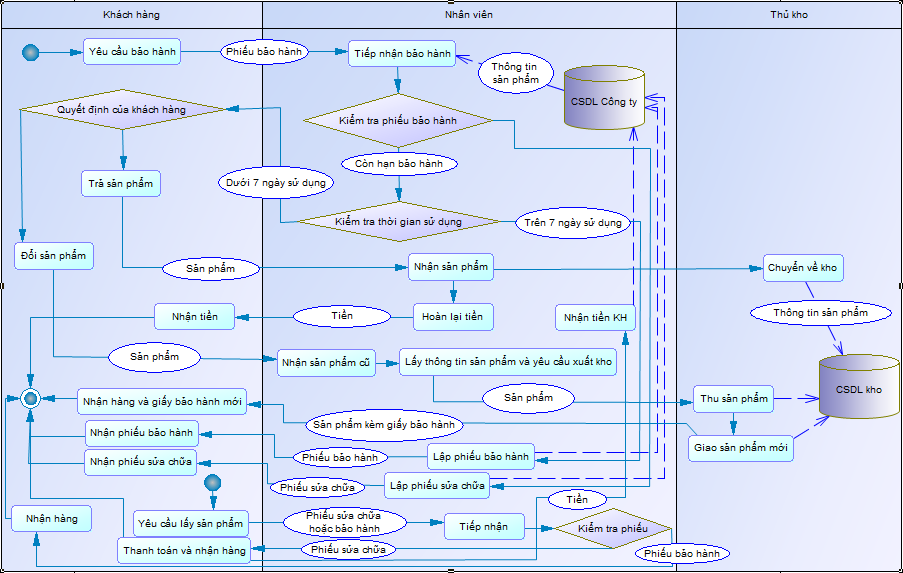 Khách hàng
Nhân viên
Thủ kho
Yêu cầu bảo hành
Phiếu bảo hành
Tiếp nhận bảo hành
Thông tin
sản phẩm
CSDL Công ty
Quyết định của khách hàng
Kiểm tra phiếu bảo hành
Còn hạn bảo hành
Trả sản phẩm
Dưới 7 ngày sử dụng
Kiểm tra thời gian sử dụng
Trên 7 ngày sử dụng
Đổi sản phẩm
Sản phẩm
Nhận sản phẩm
Chuyển về kho
Nhận tiền
Tiền
Hoàn lại tiền
Nhận tiền KH
Thông tin sản phẩm
Sản phẩm
Nhận sản phẩm cũ
Lấy thông tin sản phẩm và yêu cầu xuất kho
CSDL kho
Nhận hàng và giấy bảo hành mới
Sản phẩm
Thu sản phẩm
Sản phẩm kèm giấy bảo hành
Nhận phiếu bảo hành
Phiếu bảo hành
Lập phiếu bảo hành
Giao sản phẩm mới
Nhận phiếu sửa chữa
Phiếu sửa chữa
Lập phiếu sửa chữa
Tiền
Nhận hàng
Yêu cầu lấy sản phẩm
Phiếu sửa chữa
hoặc bảo hành
Tiếp nhận
Kiểm tra phiếu
Thanh toán và nhận hàng
Phiếu sửa chữa
Phiếu bảo hành